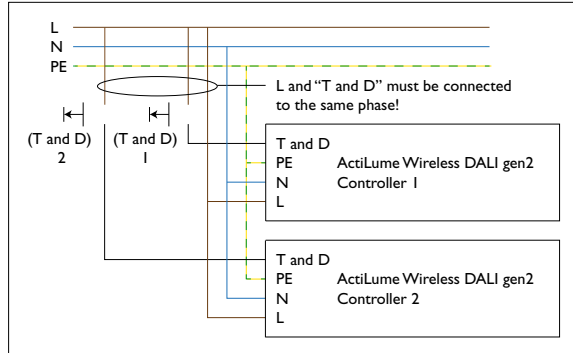 L
N
PE
L and “T and D” must be connected
to the same phase!
(T and D)
2
(T and D)
1
T and D
PE
N
L
ActiLume Wireless DALI gen2
Controller 1
T and D
PE
N
L
ActiLume Wireless DALI gen2
Controller 2